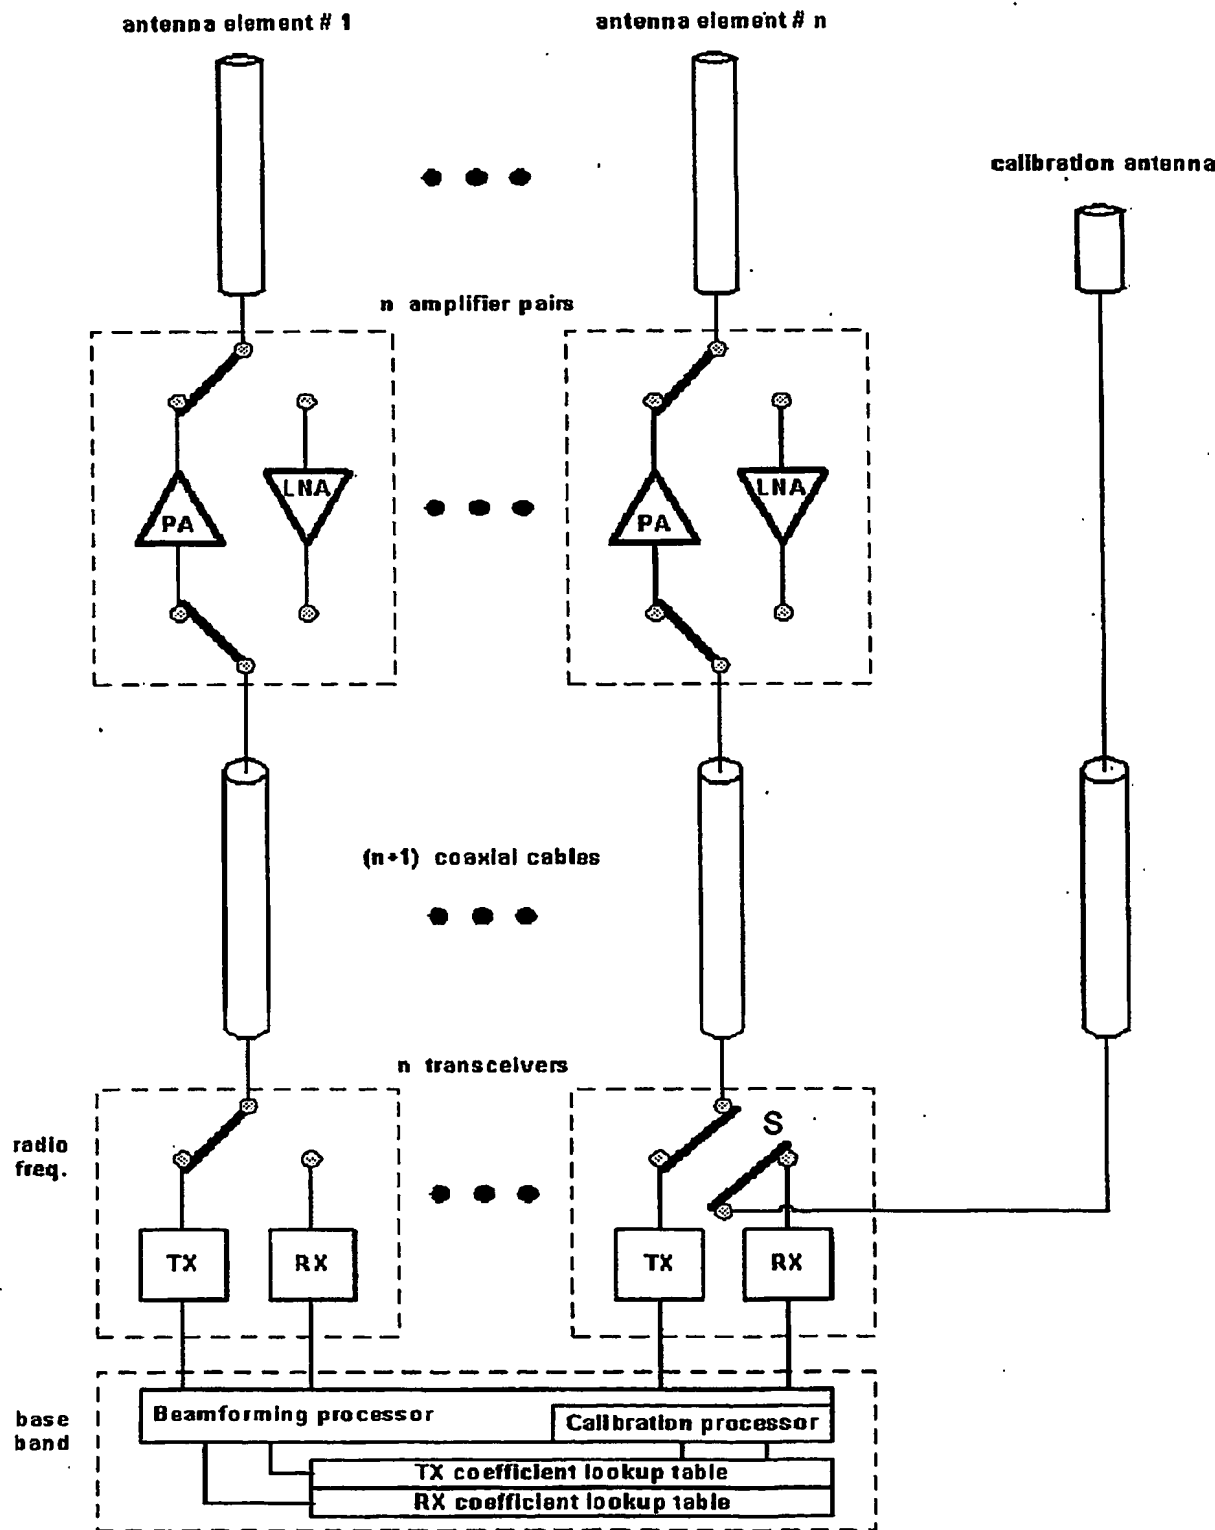 antenna element # 1
antenna element # n
calibration antenna
n amplifier pairs
PA
LNA
PA
LNA
(n+1) coaxial cables
n transceivers
radio
freq.
S
TX
RX
TX
RX
base
band
Beamforming processor
Calibration processor
TX coefficient lookup table
RX coefficient lookup table